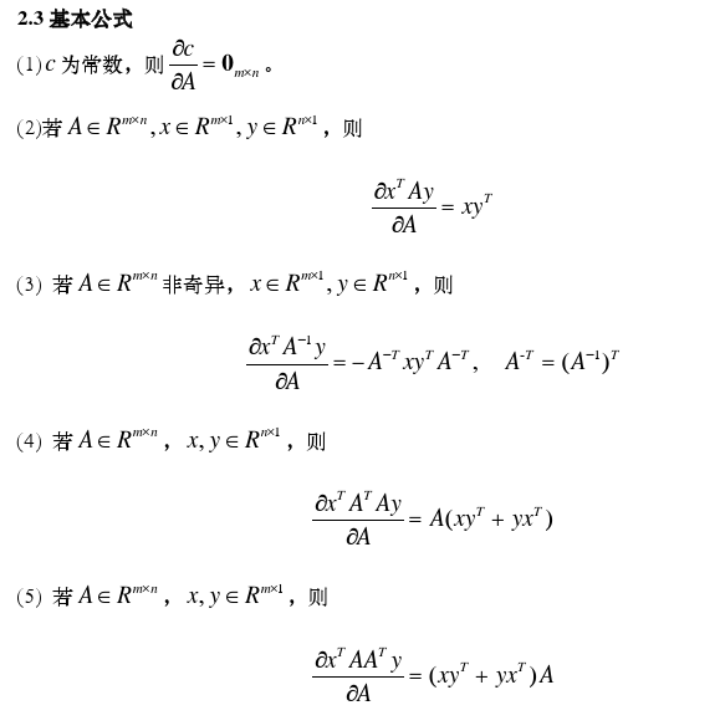 2.3 基本公式
(1)c 为常数，则 ∂c/∂A = 0_{m×n} 。
(2)若 A ∈ R^{m×n}, x ∈ R^{m×1}, y ∈ R^{n×1} ，则
∂x^T Ay/∂A = xy^T
(3) 若 A ∈ R^{m×n} 非奇异， x ∈ R^{m×1}, y ∈ R^{n×1} ，则
∂x^T A^{-1} y/∂A = −A^{−T} xy^T A^{−T}, A^{-T} = (A^{−1})^T
(4) 若 A ∈ R^{m×n} ， x, y ∈ R^{n×1} ，则
∂x^T A^T Ay/∂A = A(xy^T + yx^T)
(5) 若 A ∈ R^{m×n} ， x, y ∈ R^{m×1} ，则
∂x^T AA^T y/∂A = (xy^T + yx^T)A